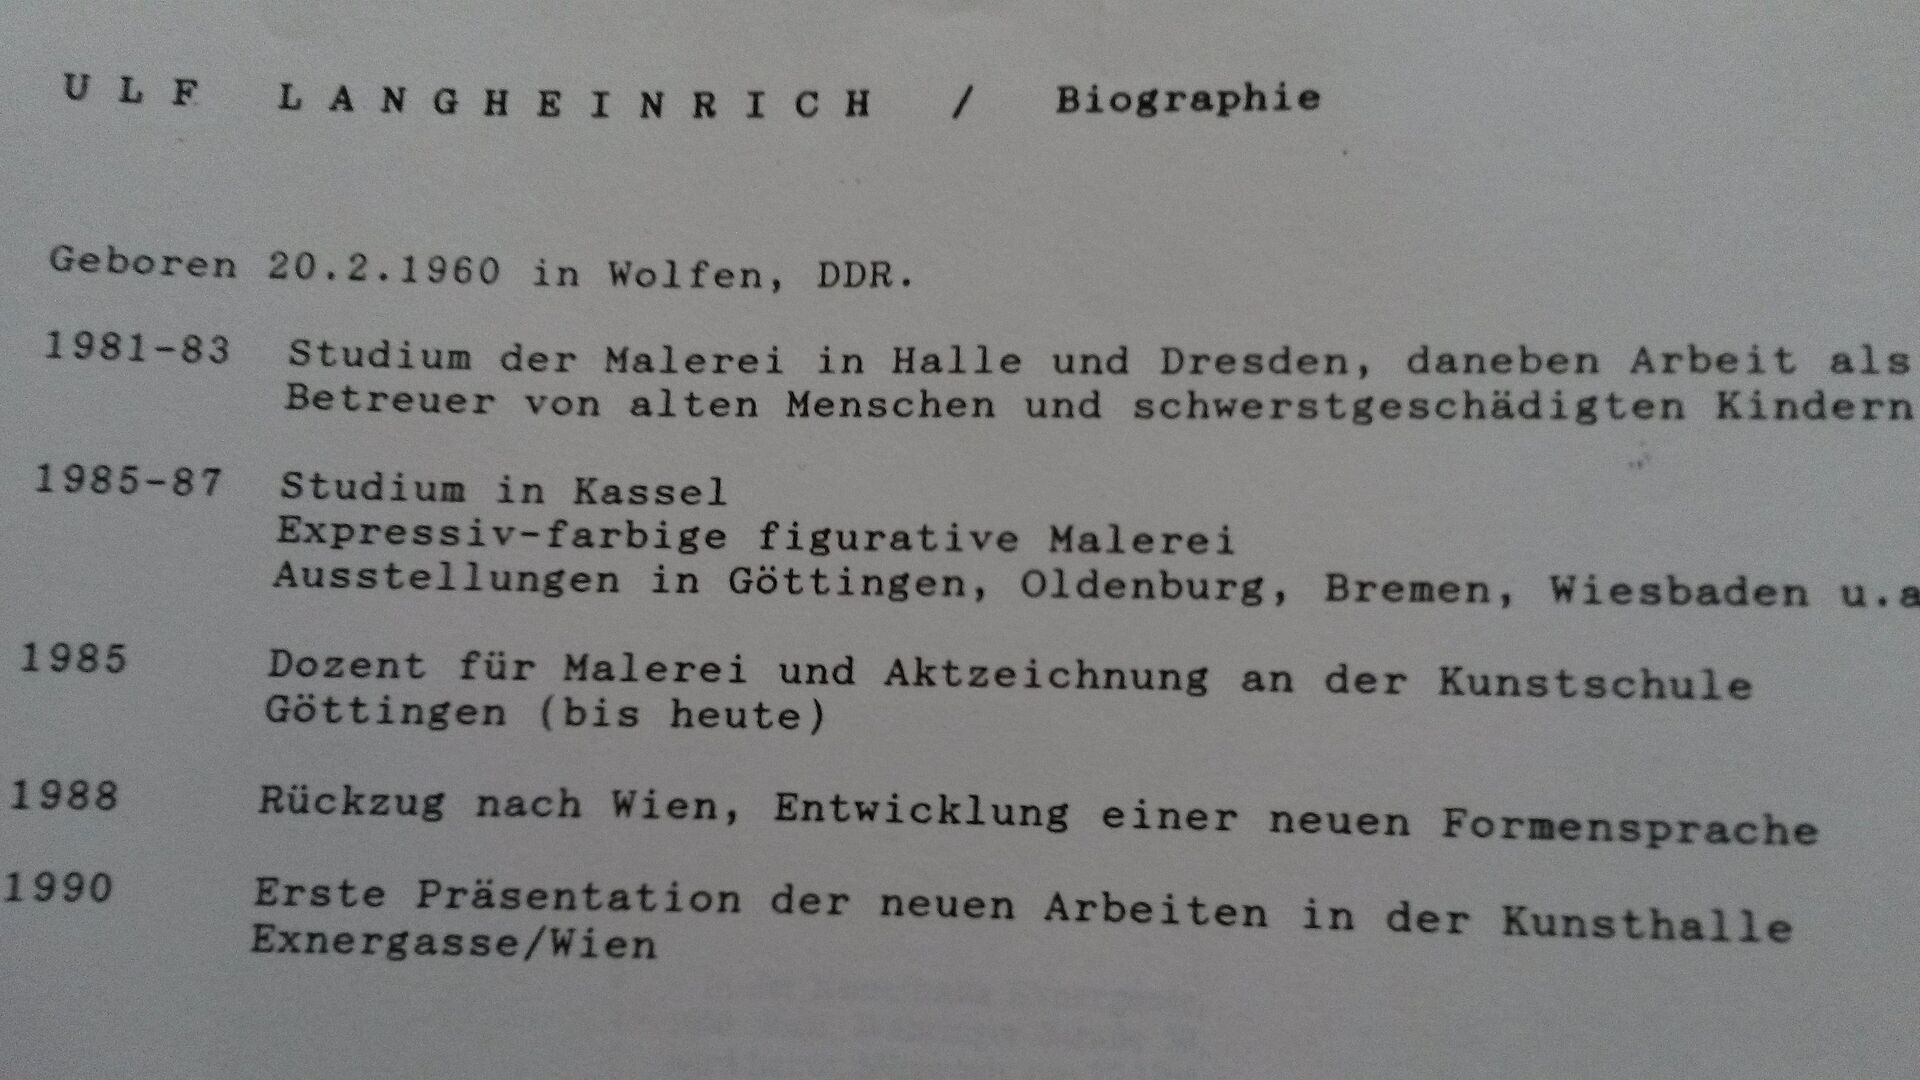 ULF LANGHEINRICH / Biographie
Geboren 20.2.1960 in Wolfen, DDR.
1981-83 Studium der Malerei in Halle und Dresden, daneben Arbeit als
Betreuer von alten Menschen und schwerstgeschädigten Kindern
1985-87 Studium in Kassel
Expressiv-farbige figurative Malerei
Ausstellungen in Göttingen, Oldenburg, Bremen, Wiesbaden u.a
1985 Dozent für Malerei und Aktzeichnung an der Kunstschule
Göttingen (bis heute)
1988 Rückzug nach Wien, Entwicklung einer neuen Formensprache
1990 Erste Präsentation der neuen Arbeiten in der Kunsthalle
Exnergasse/Wien